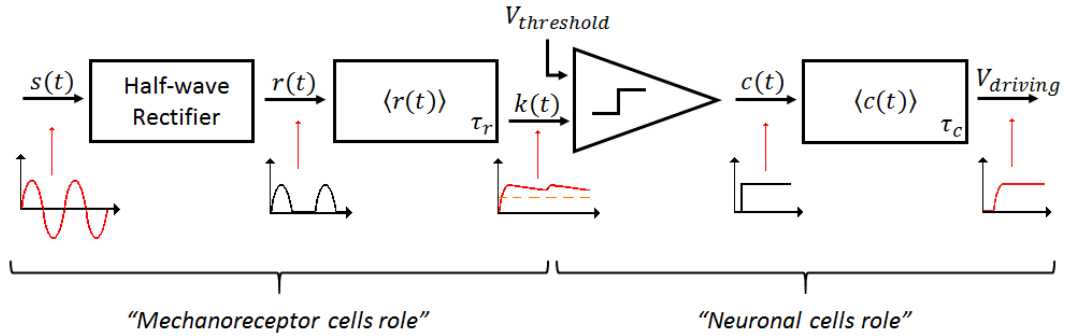 V_threshold
s(t)
Half-wave
Rectifier
r(t)
⟨r(t)⟩
τ_r
k(t)
c(t)
⟨c(t)⟩
τ_c
V_driving
“Mechanoreceptor cells role”
“Neuronal cells role”